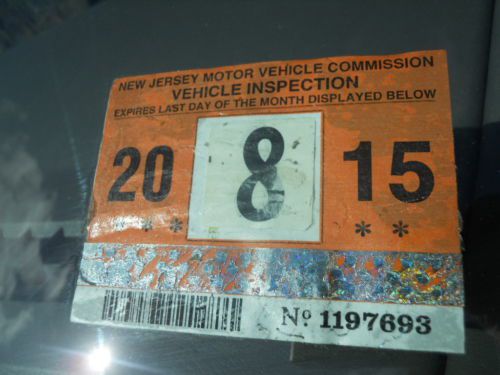 NEW JERSEY MOTOR VEHICLE COMMISSION
VEHICLE INSPECTION
EXPIRES LAST DAY OF THE MONTH DISPLAYED BELOW
20 8 15
* * * * *
Nº 1197693